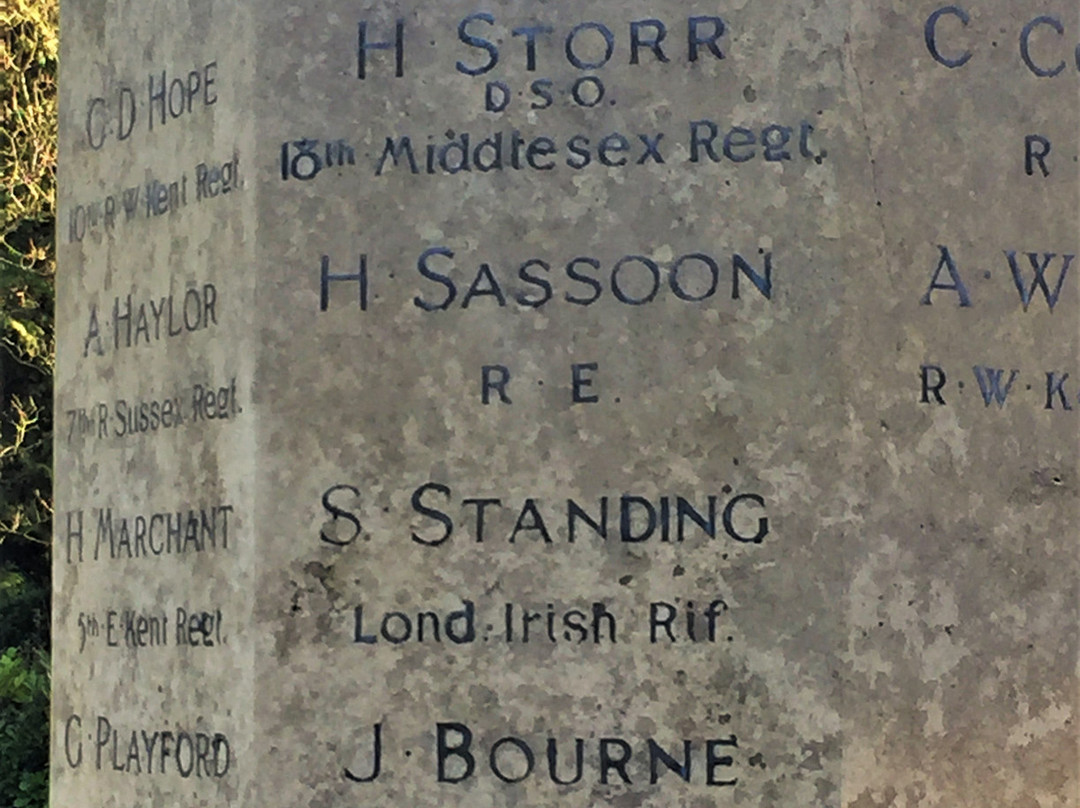 C·D·HOPE
10th R·W·Kent Regt.
A·HAYLOR
7th R·Sussex Regt.
H MARCHANT
5th E·Kent Regt.
G·PLAYFORD
H·STORR
D·S·O.
Middlesex Regt.
H·SASSOON
R·E.
S·STANDING
Lond·Irish Rif.
J·BOURNE
C·
R·
A·W
R·W·K